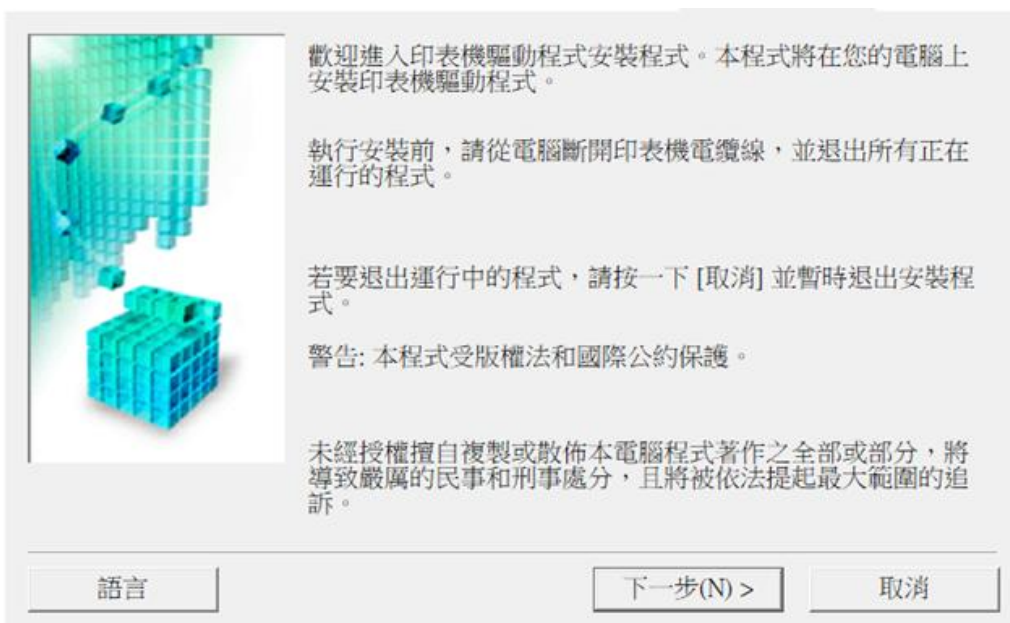 歡迎進入印表機驅動程式安裝程式。本程式將在您的電腦上
安裝印表機驅動程式。
執行安裝前，請從電腦斷開印表機電纜線，並退出所有正在
運行的程式。
若要退出運行中的程式，請按一下 [取消] 並暫時退出安裝程
式。
警告: 本程式受版權法和國際公約保護。
未經授權擅自複製或散佈本電腦程式著作之全部或部分，將
導致嚴厲的民事和刑事處分，且將被依法提起最大範圍的追
訴。
語言
下一步(N) >
取消